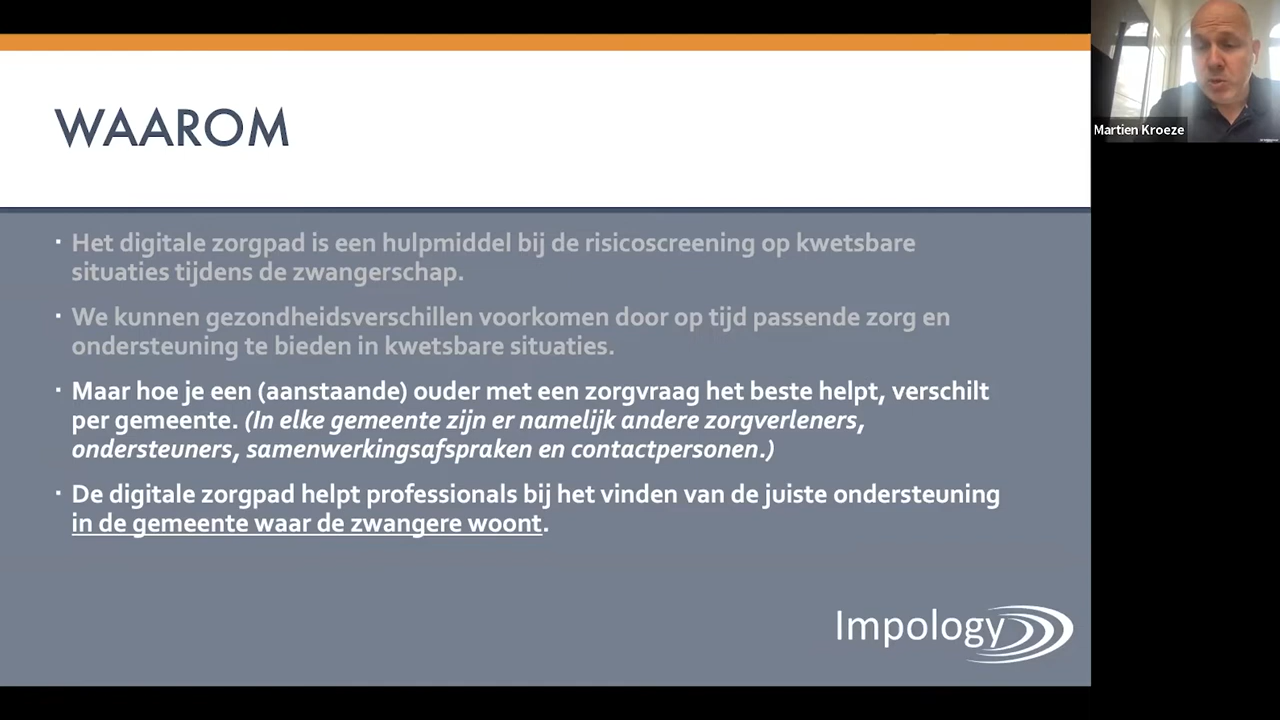 WAAROM
Martien Kroeze
▪ Het digitale zorgpad is een hulpmiddel bij de risicoscreening op kwetsbare
situaties tijdens de zwangerschap.
▪ We kunnen gezondheidsverschillen voorkomen door op tijd passende zorg en
ondersteuning te bieden in kwetsbare situaties.
▪ Maar hoe je een (aanstaande) ouder met een zorgvraag het beste helpt, verschilt
per gemeente. (In elke gemeente zijn er namelijk andere zorgverleners,
ondersteuners, samenwerkingsafspraken en contactpersonen.)
▪ De digitale zorgpad helpt professionals bij het vinden van de juiste ondersteuning
in de gemeente waar de zwangere woont.
Impology